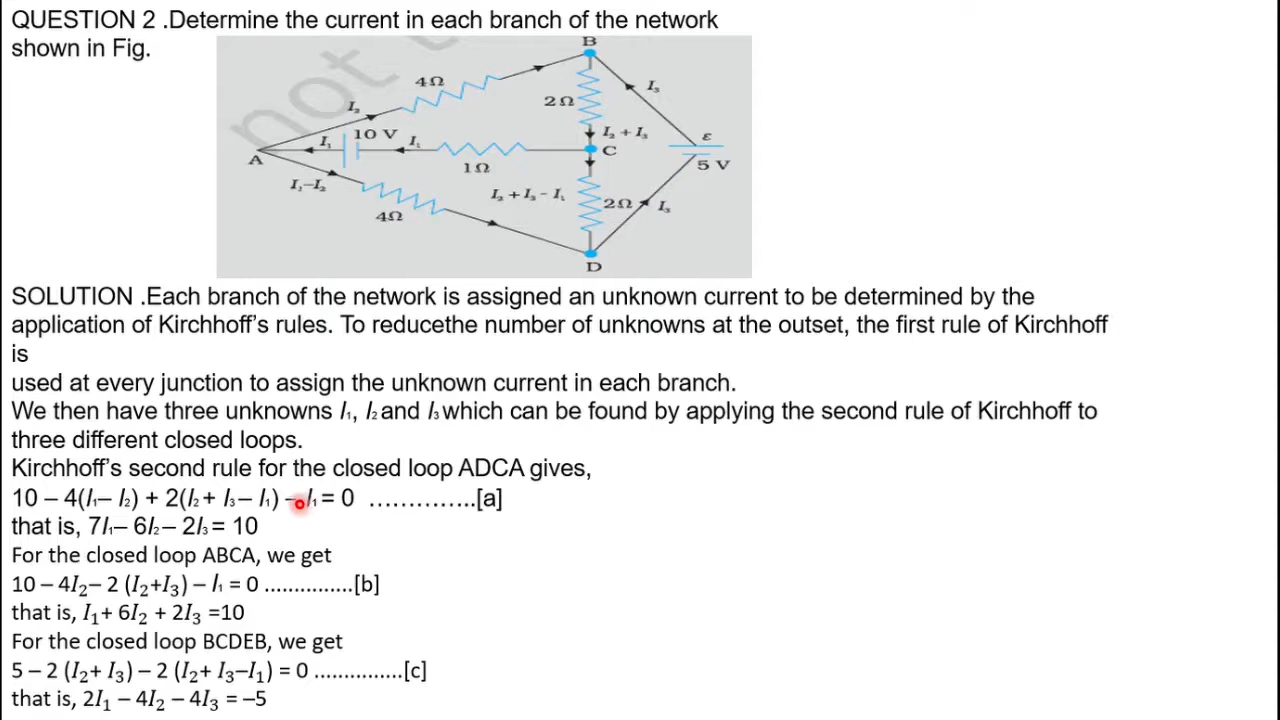 QUESTION 2 .Determine the current in each branch of the network
shown in Fig.
not t
B
4Ω
I₃
2Ω
I₂
10 V
I₂ + I₃
ε
I₁
I₁
C
A
1Ω
5 V
I₁–I₂
I₂ + I₃ – I₁
2Ω
I₃
4Ω
D
SOLUTION .Each branch of the network is assigned an unknown current to be determined by the
application of Kirchhoff’s rules. To reducethe number of unknowns at the outset, the first rule of Kirchhoff
is
used at every junction to assign the unknown current in each branch.
We then have three unknowns I₁, I₂ and I₃ which can be found by applying the second rule of Kirchhoff to
three different closed loops.
Kirchhoff’s second rule for the closed loop ADCA gives,
10 – 4(I₁– I₂) + 2(I₂ + I₃ – I₁) – I₁ = 0 ..............[a]
that is, 7I₁– 6I₂ – 2I₃ = 10
For the closed loop ABCA, we get
10 – 4I₂– 2 (I₂+I₃) – I₁ = 0 ...............[b]
that is, I₁+ 6I₂ + 2I₃ =10
For the closed loop BCDEB, we get
5 – 2 (I₂+ I₃) – 2 (I₂+ I₃–I₁) = 0 ...............[c]
that is, 2I₁ – 4I₂ – 4I₃ = –5